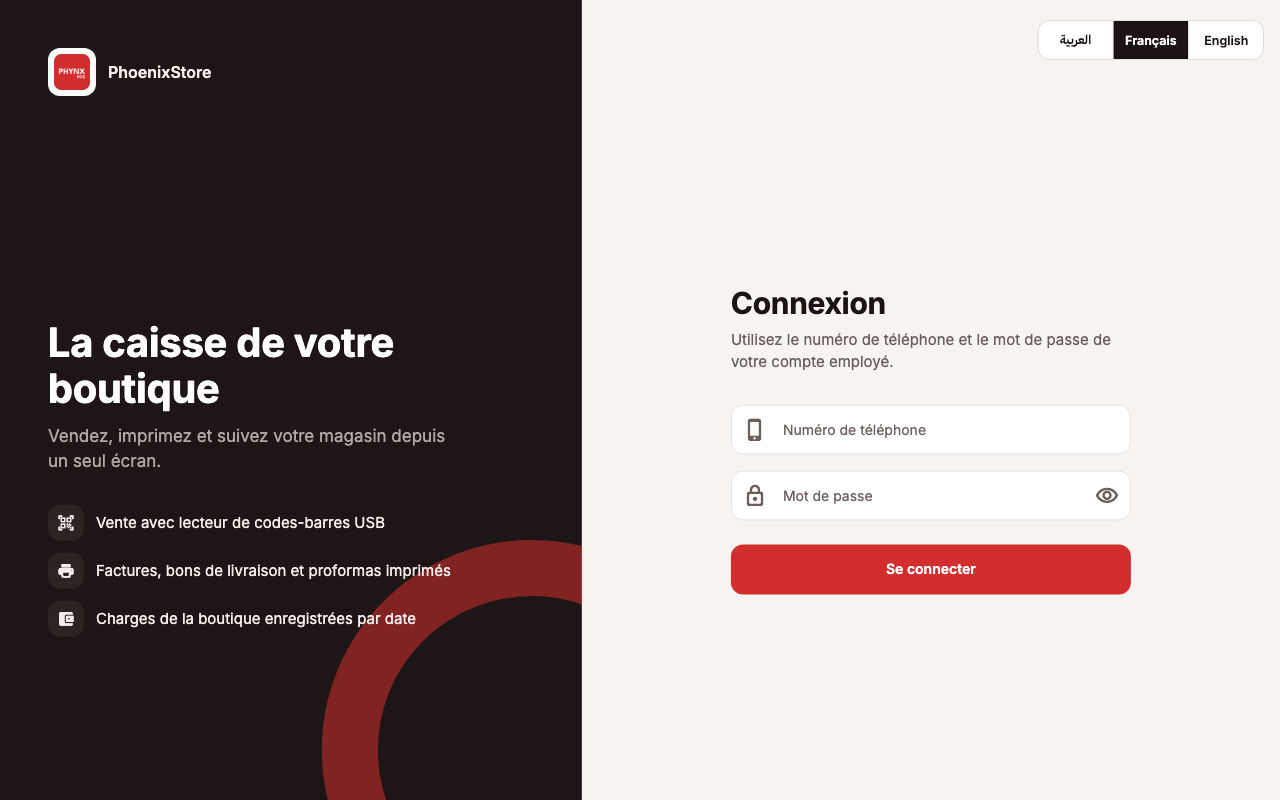 PHYNX
POS
PhoenixStore
العربية
Français
English
La caisse de votre
boutique
Vendez, imprimez et suivez votre magasin depuis
un seul écran.
Vente avec lecteur de codes-barres USB
Factures, bons de livraison et proformas imprimés
Charges de la boutique enregistrées par date
Connexion
Utilisez le numéro de téléphone et le mot de passe de
votre compte employé.
Numéro de téléphone
Mot de passe
Se connecter